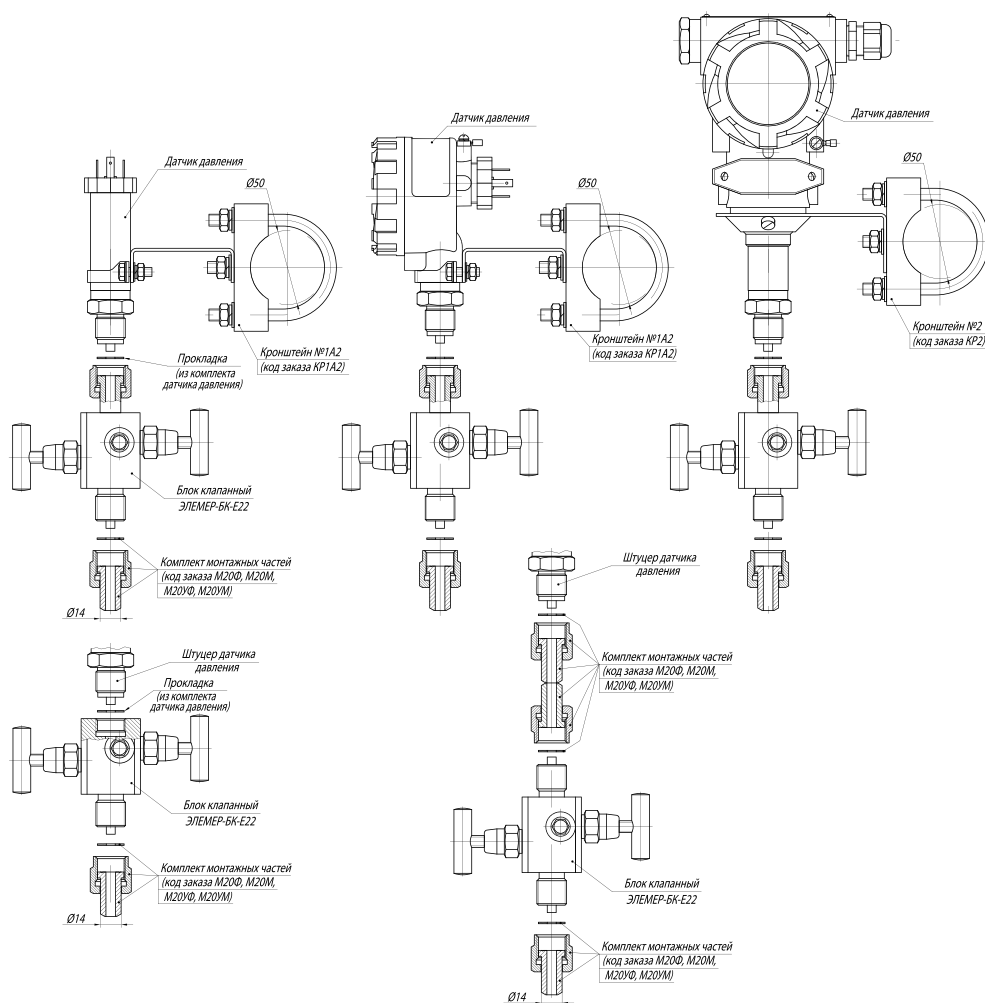 Датчик давления
Ø50
Датчик давления
Ø50
Датчик давления
Ø50
Кронштейн №1А2
(код заказа КР1А2)
Кронштейн №1А2
(код заказа КР1А2)
Кронштейн №2
(код заказа КР2)
Прокладка
(из комплекта
датчика давления)
Блок клапанный
ЭЛЕМЕР-БК-Е22
Комплект монтажных частей
(код заказа М20Ф, М20М,
М20УФ, М20УМ)
Ø14
Штуцер датчика
давления
Прокладка
(из комплекта
датчика давления)
Блок клапанный
ЭЛЕМЕР-БК-Е22
Комплект монтажных частей
(код заказа М20Ф, М20М,
М20УФ, М20УМ)
Ø14
Штуцер датчика
давления
Комплект монтажных частей
(код заказа М20Ф, М20М,
М20УФ, М20УМ)
Блок клапанный
ЭЛЕМЕР-БК-Е22
Комплект монтажных частей
(код заказа М20Ф, М20М,
М20УФ, М20УМ)
Ø14